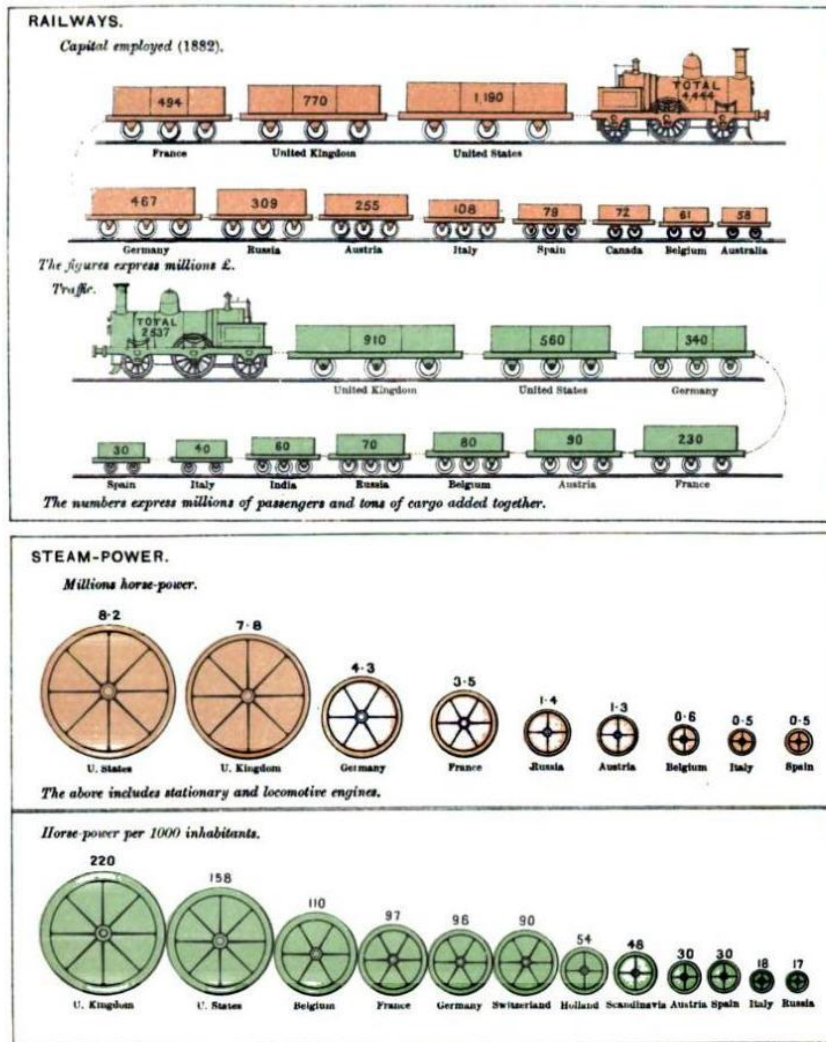 RAILWAYS.
Capital employed (1882).
494 770 1,190 TOTAL
4,444
France United Kingdom United States
467 309 255 108 79 72 61 58
Germany Russia Austria Italy Spain Canada Belgium Australia
The figures express millions £.
Traffic.
TOTAL
2537 910 560 340
United Kingdom United States Germany
30 40 60 70 80 90 230
Spain Italy India Russia Belgium Austria France
The numbers express millions of passengers and tons of cargo added together.
STEAM-POWER.
Millions horse-power.
8·2 7·8 4·3 3·5 1·4 1·3 0·6 0·5 0·5
U. States U. Kingdom Germany France Russia Austria Belgium Italy Spain
The above includes stationary and locomotive engines.
Horse-power per 1000 inhabitants.
220 158 110 97 96 90 54 48 30 30 18 17
U. Kingdom U. States Belgium France Germany Switzerland Holland Scandinavia Austria Spain Italy Russia